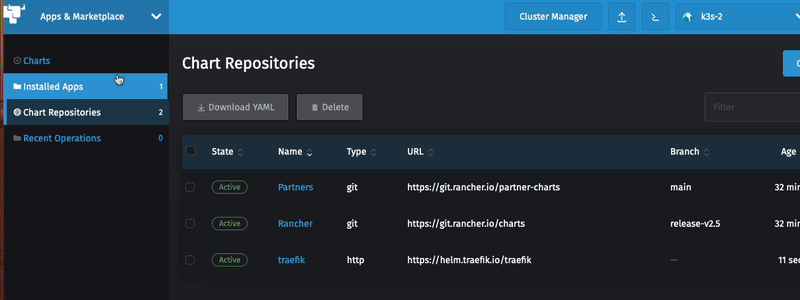 Apps & Marketplace
Cluster Manager
k3s-2
Charts
Installed Apps 1
Chart Repositories 2
Recent Operations 0
Chart Repositories
Download YAML
Delete
Filter
State Name Type URL Branch Age
Active Partners git https://git.rancher.io/partner-charts main 32 min
Active Rancher git https://git.rancher.io/charts release-v2.5 32 min
Active traefik http https://helm.traefik.io/traefik — 11 sec